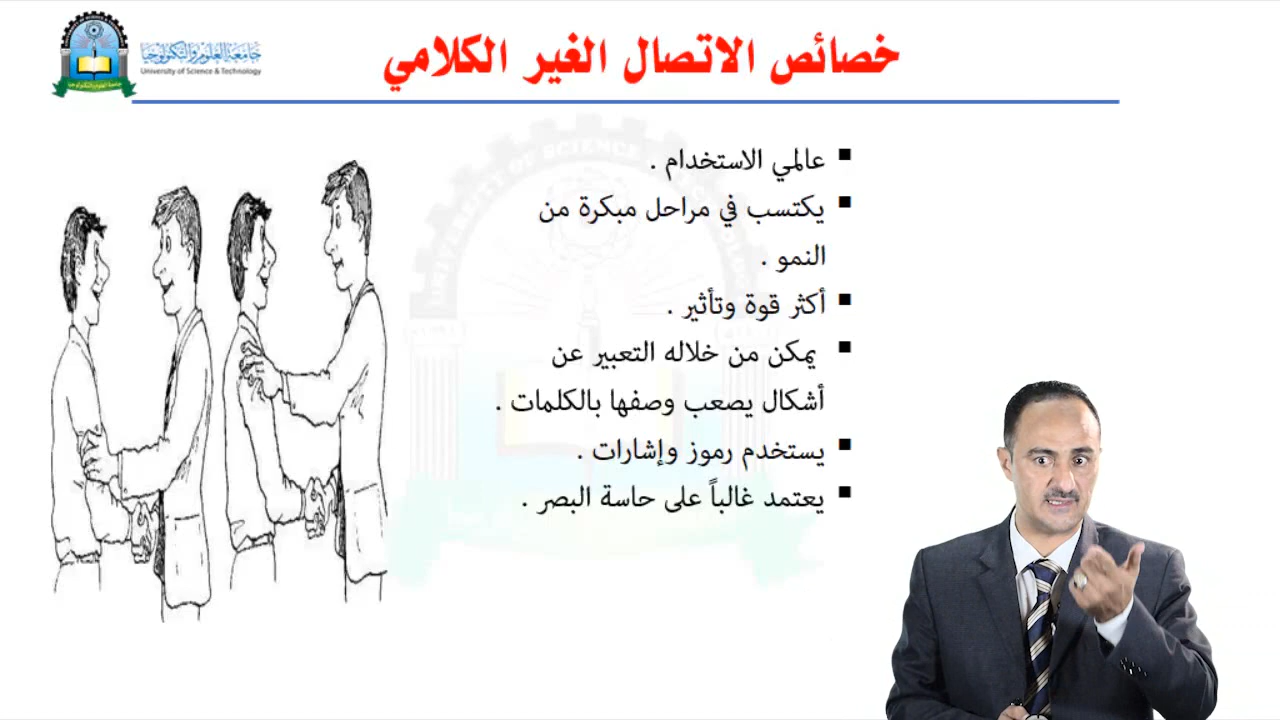 جامعة العلوم والتكنولوجيا
University of Science & Technology
خصائص الاتصال الغير الكلامي
عالمي الاستخدام .
يكتسب في مراحل مبكرة من
النمو .
أكثر قوة وتأثير .
يمكن من خلاله التعبير عن
أشكال يصعب وصفها بالكلمات .
يستخدم رموز وإشارات .
يعتمد غالباً على حاسة البصر .